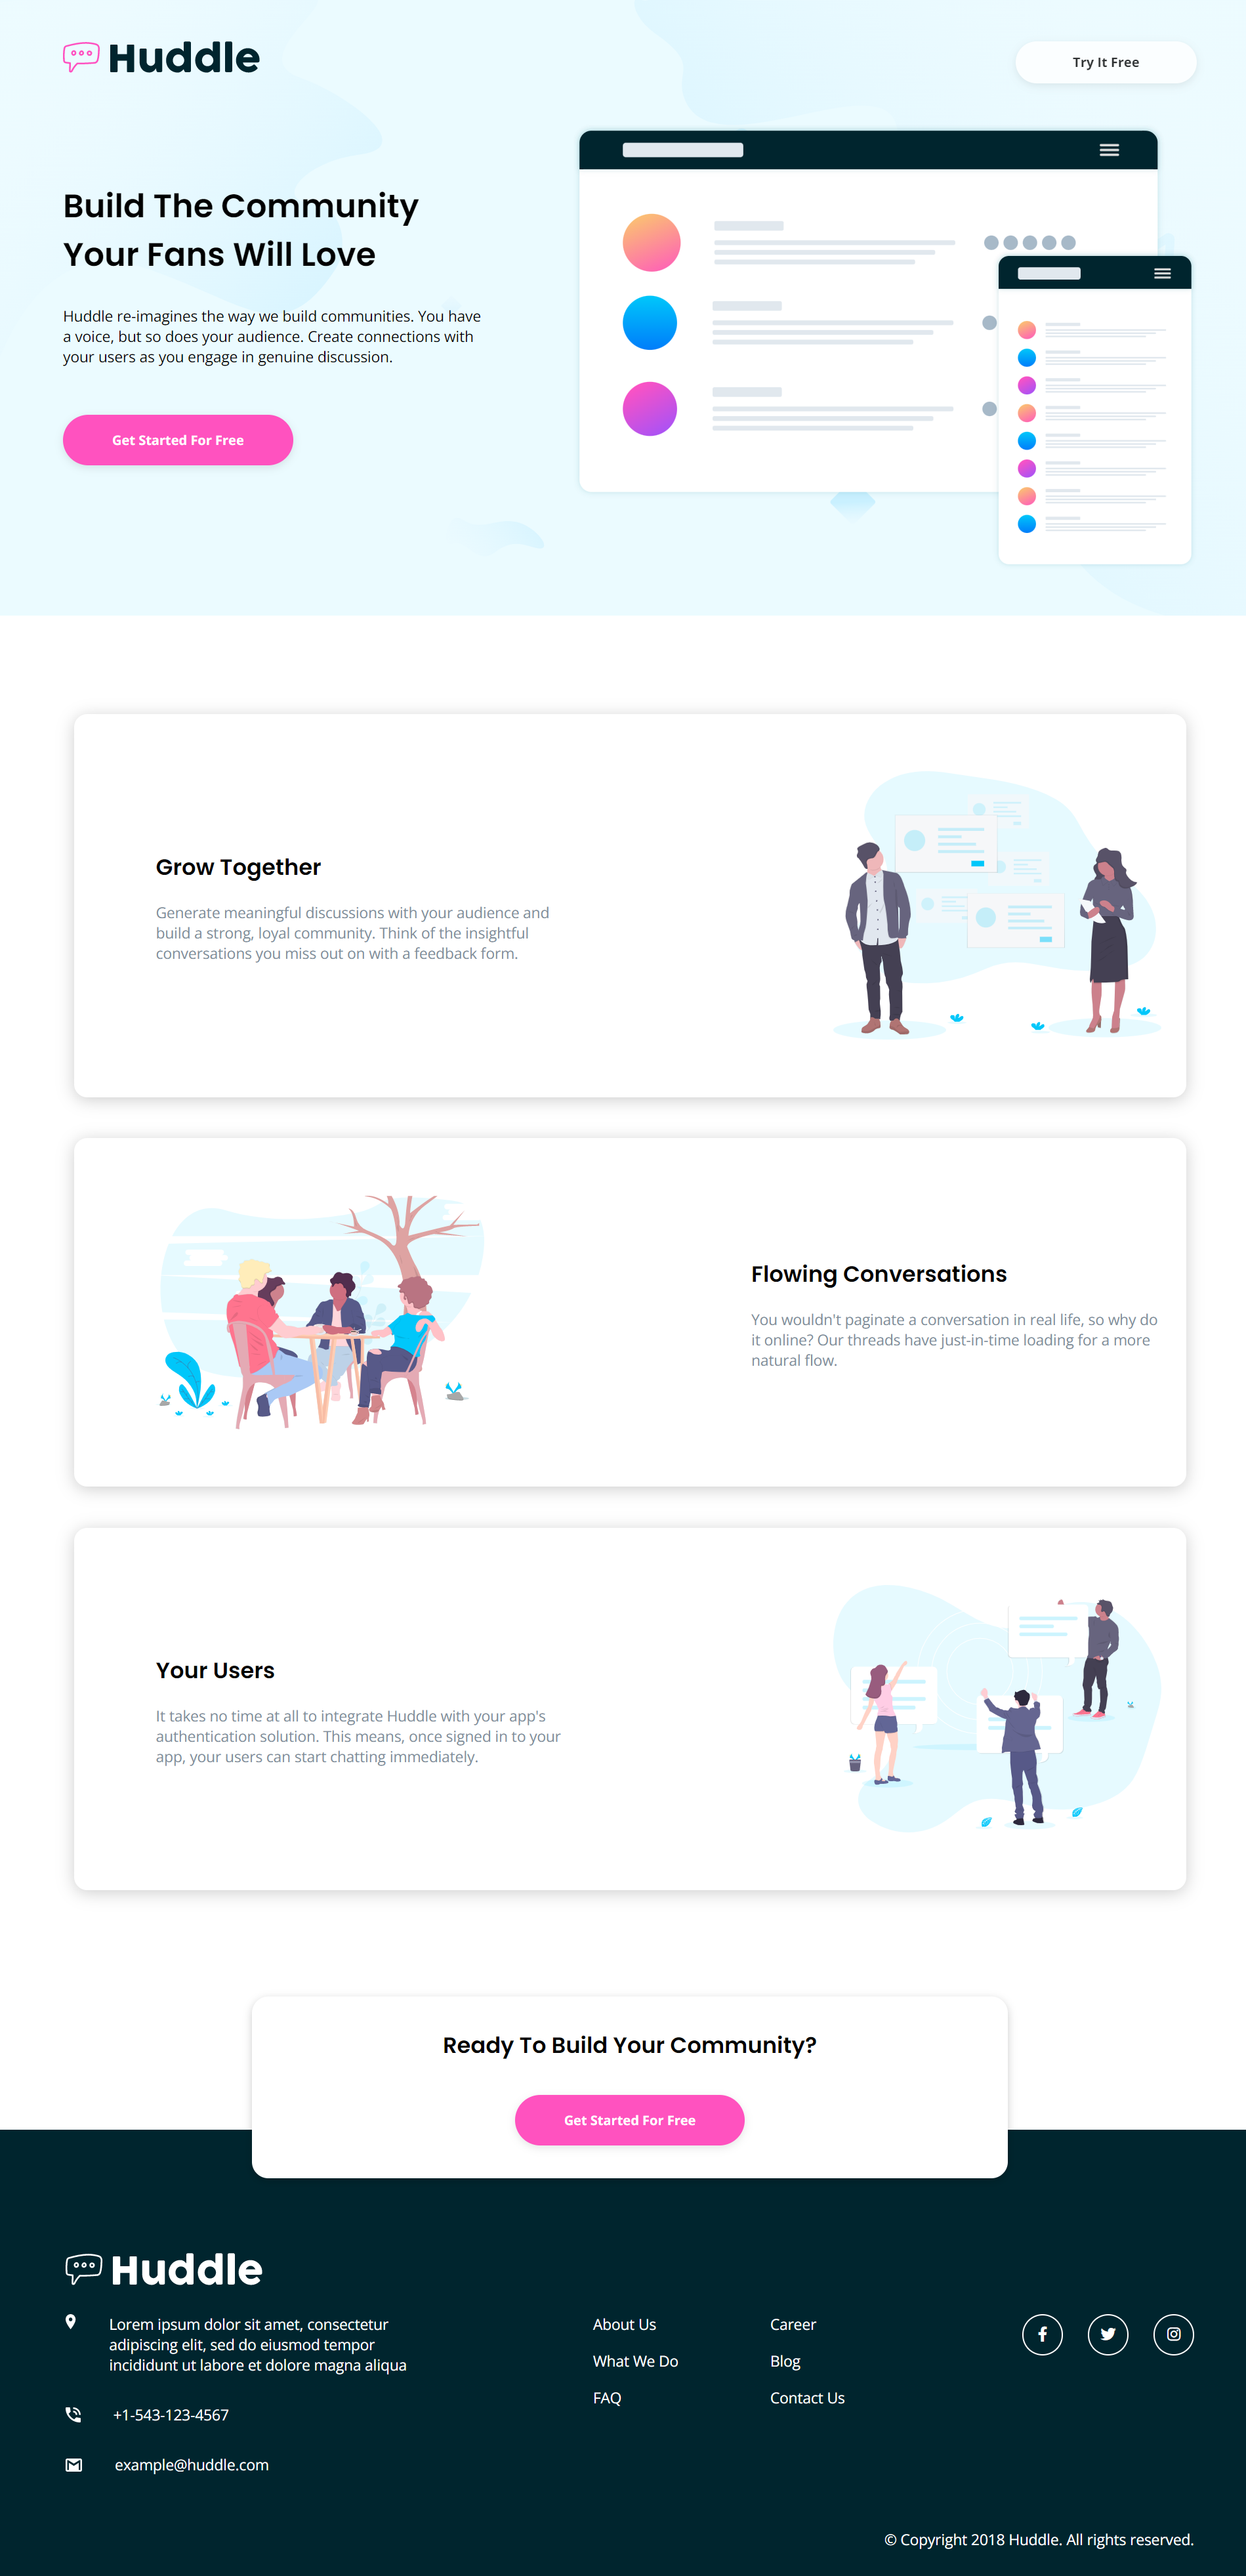 Huddle
Try It Free
Build The Community
Your Fans Will Love
Huddle re-imagines the way we build communities. You have
a voice, but so does your audience. Create connections with
your users as you engage in genuine discussion.
Get Started For Free
Grow Together
Generate meaningful discussions with your audience and
build a strong, loyal community. Think of the insightful
conversations you miss out on with a feedback form.
Flowing Conversations
You wouldn't paginate a conversation in real life, so why do
it online? Our threads have just-in-time loading for a more
natural flow.
Your Users
It takes no time at all to integrate Huddle with your app's
authentication solution. This means, once signed in to your
app, your users can start chatting immediately.
Ready To Build Your Community?
Get Started For Free
Huddle
Lorem ipsum dolor sit amet, consectetur
adipiscing elit, sed do eiusmod tempor
incididunt ut labore et dolore magna aliqua
+1-543-123-4567
example@huddle.com
About Us
What We Do
FAQ
Career
Blog
Contact Us
© Copyright 2018 Huddle. All rights reserved.